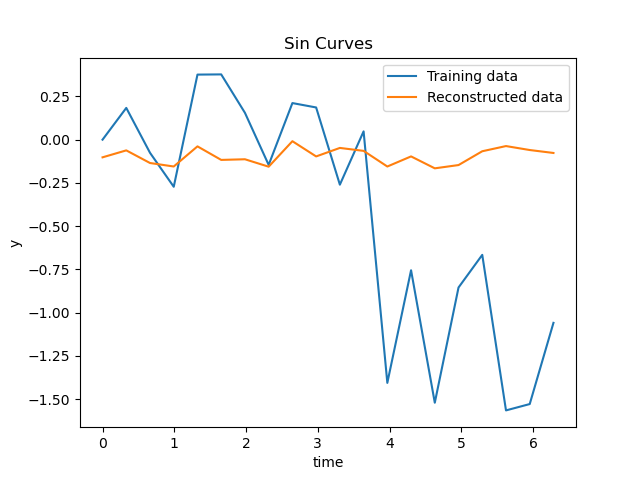 Sin Curves
Training data
Reconstructed data
0.25
0.00
−0.25
−0.50
−0.75
−1.00
−1.25
−1.50
y
0 1 2 3 4 5 6
time